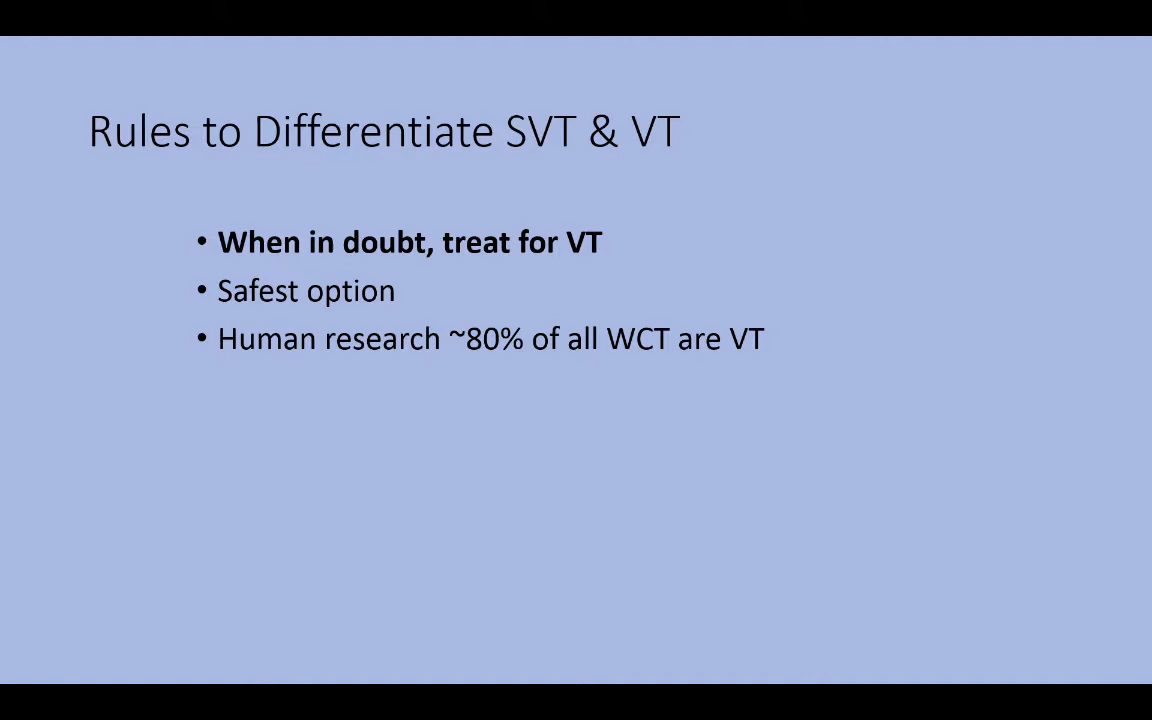 Rules to Differentiate SVT & VT
• When in doubt, treat for VT
• Safest option
• Human research ~80% of all WCT are VT